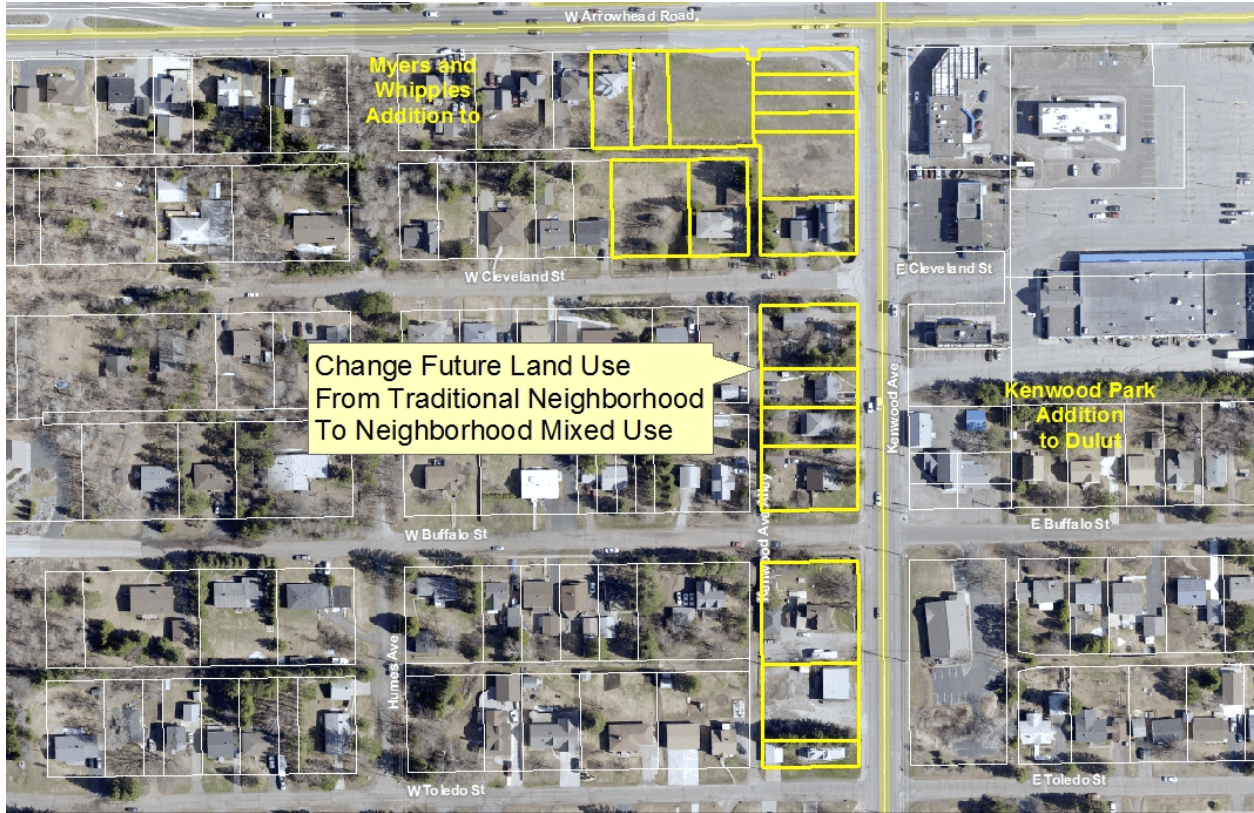 W Arrowhead Road
Myers and
Whipples
Addition to
W Cleveland St
E Cleveland St
Change Future Land Use
From Traditional Neighborhood
To Neighborhood Mixed Use
Kenwood Ave
Kenwood Park
Addition
to Dulut
Kenwood Ave Alley
W Buffalo St
E Buffalo St
Humes Ave
W Toledo St
E Toledo St